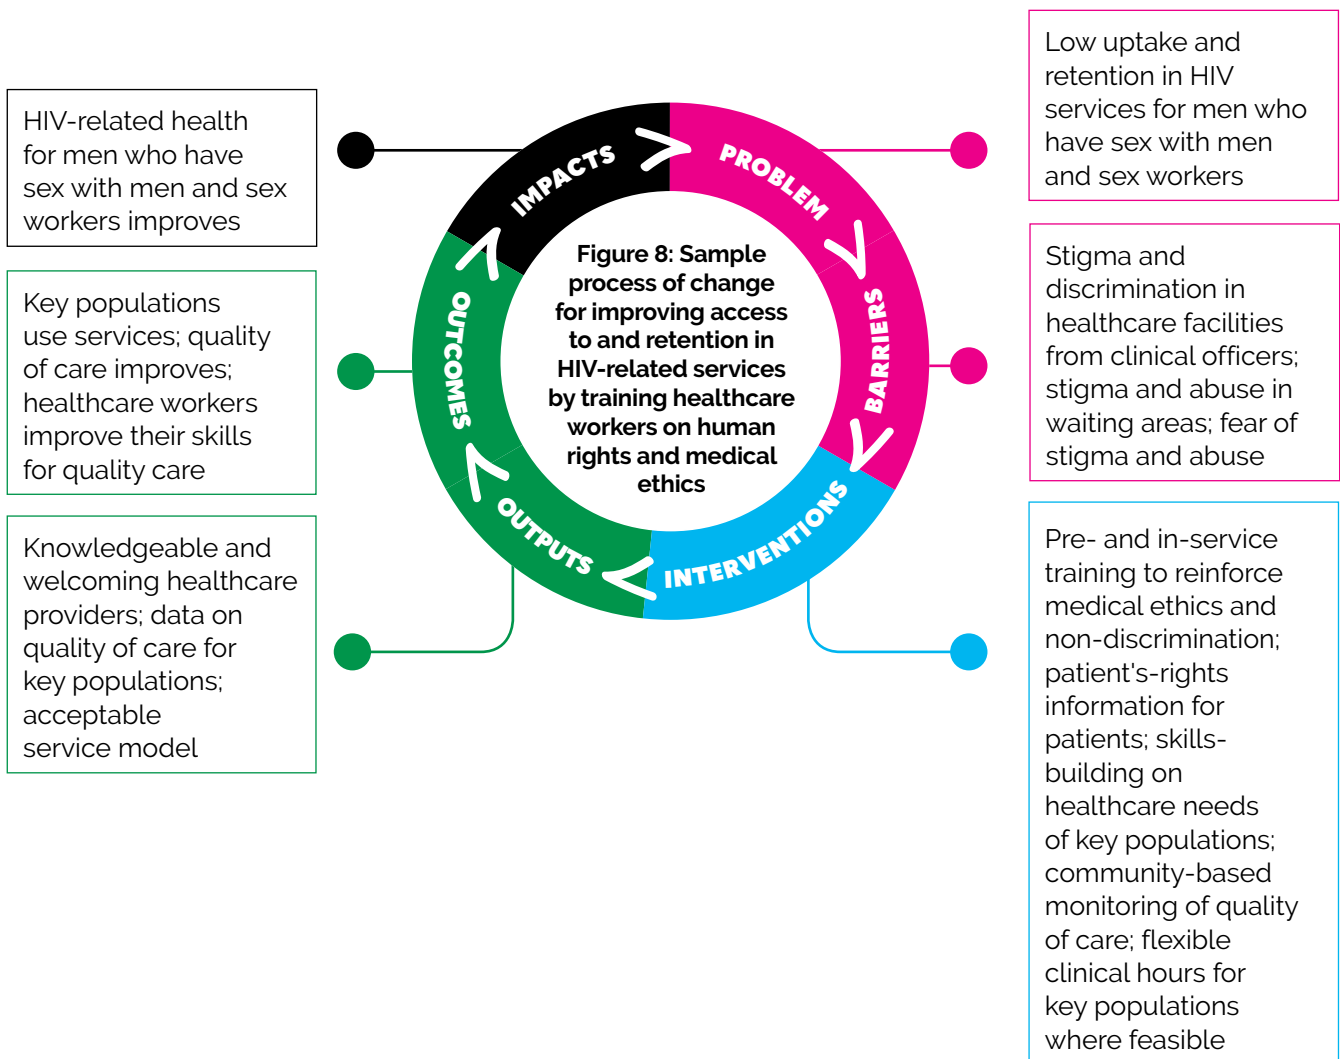 Low uptake and
retention in HIV
services for men who
have sex with men
and sex workers
HIV-related health
for men who have
sex with men and sex
workers improves
IMPACTS
PROBLEM
Stigma and
discrimination in
healthcare facilities
from clinical officers;
stigma and abuse in
waiting areas; fear of
stigma and abuse
Figure 8: Sample
process of change
for improving access
to and retention in
HIV-related services
by training healthcare
workers on human
rights and medical
ethics
BARRIERS
OUTCOMES
Key populations
use services; quality
of care improves;
healthcare workers
improve their skills
for quality care
INTERVENTIONS
OUTPUTS
Pre- and in-service
training to reinforce
medical ethics and
non-discrimination;
patient's-rights
information for
patients; skills-
building on
healthcare needs
of key populations;
community-based
monitoring of quality
of care; flexible
clinical hours for
key populations
where feasible
Knowledgeable and
welcoming healthcare
providers; data on
quality of care for
key populations;
acceptable
service model